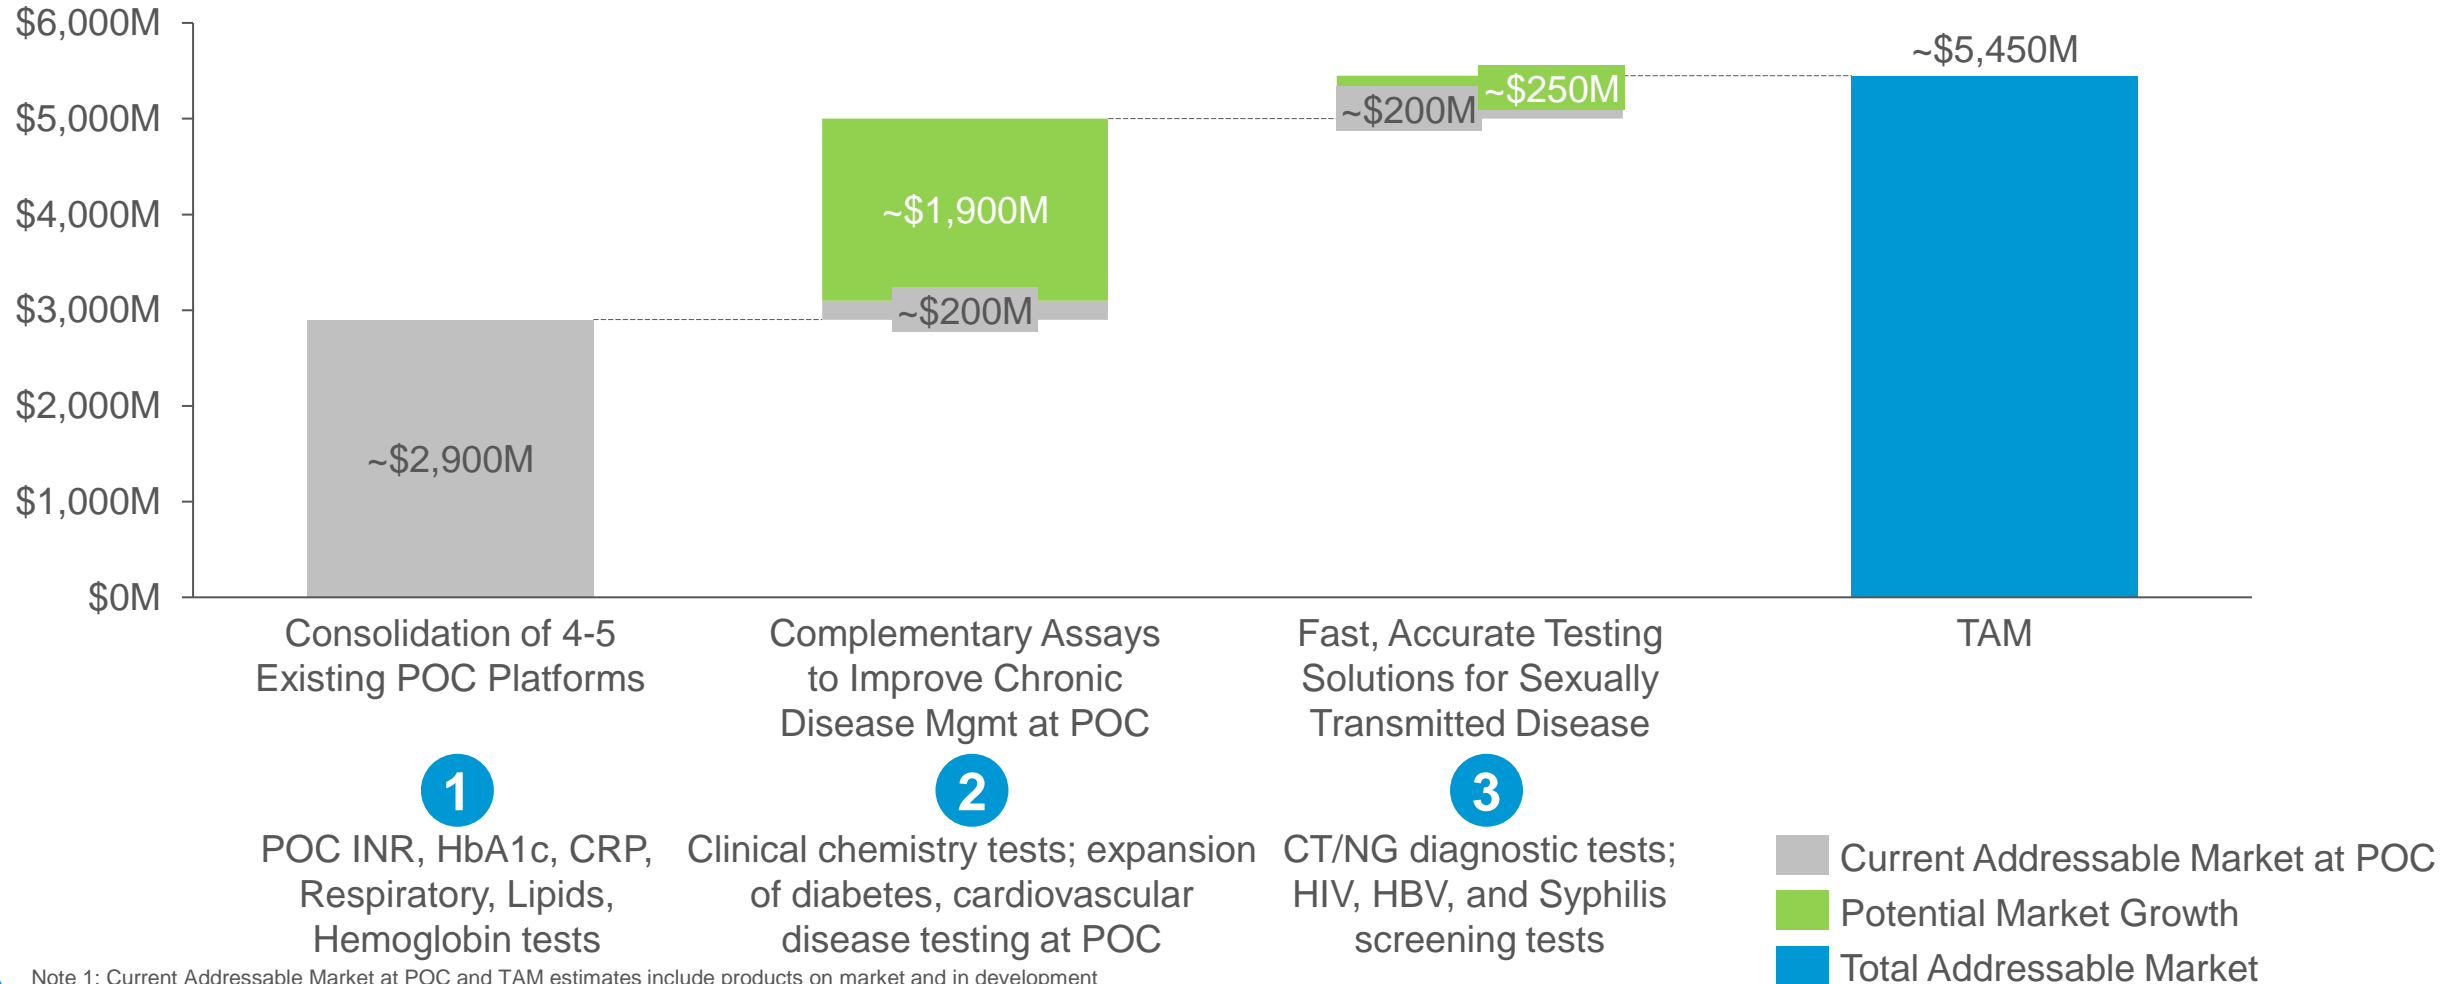 $6,000M
$5,000M
$4,000M
$3,000M
$2,000M
$1,000M
$0M
~$2,900M
~$1,900M
~$200M
~$200M
~$250M
~$5,450M
Consolidation of 4-5
Existing POC Platforms
Complementary Assays
to Improve Chronic
Disease Mgmt at POC
Fast, Accurate Testing
Solutions for Sexually
Transmitted Disease
TAM
1
2
3
POC INR, HbA1c, CRP,
Respiratory, Lipids,
Hemoglobin tests
Clinical chemistry tests; expansion
of diabetes, cardiovascular
disease testing at POC
CT/NG diagnostic tests;
HIV, HBV, and Syphilis
screening tests
Current Addressable Market at POC
Potential Market Growth
Total Addressable Market
Note 1: Current Addressable Market at POC and TAM estimates include products on market and in development